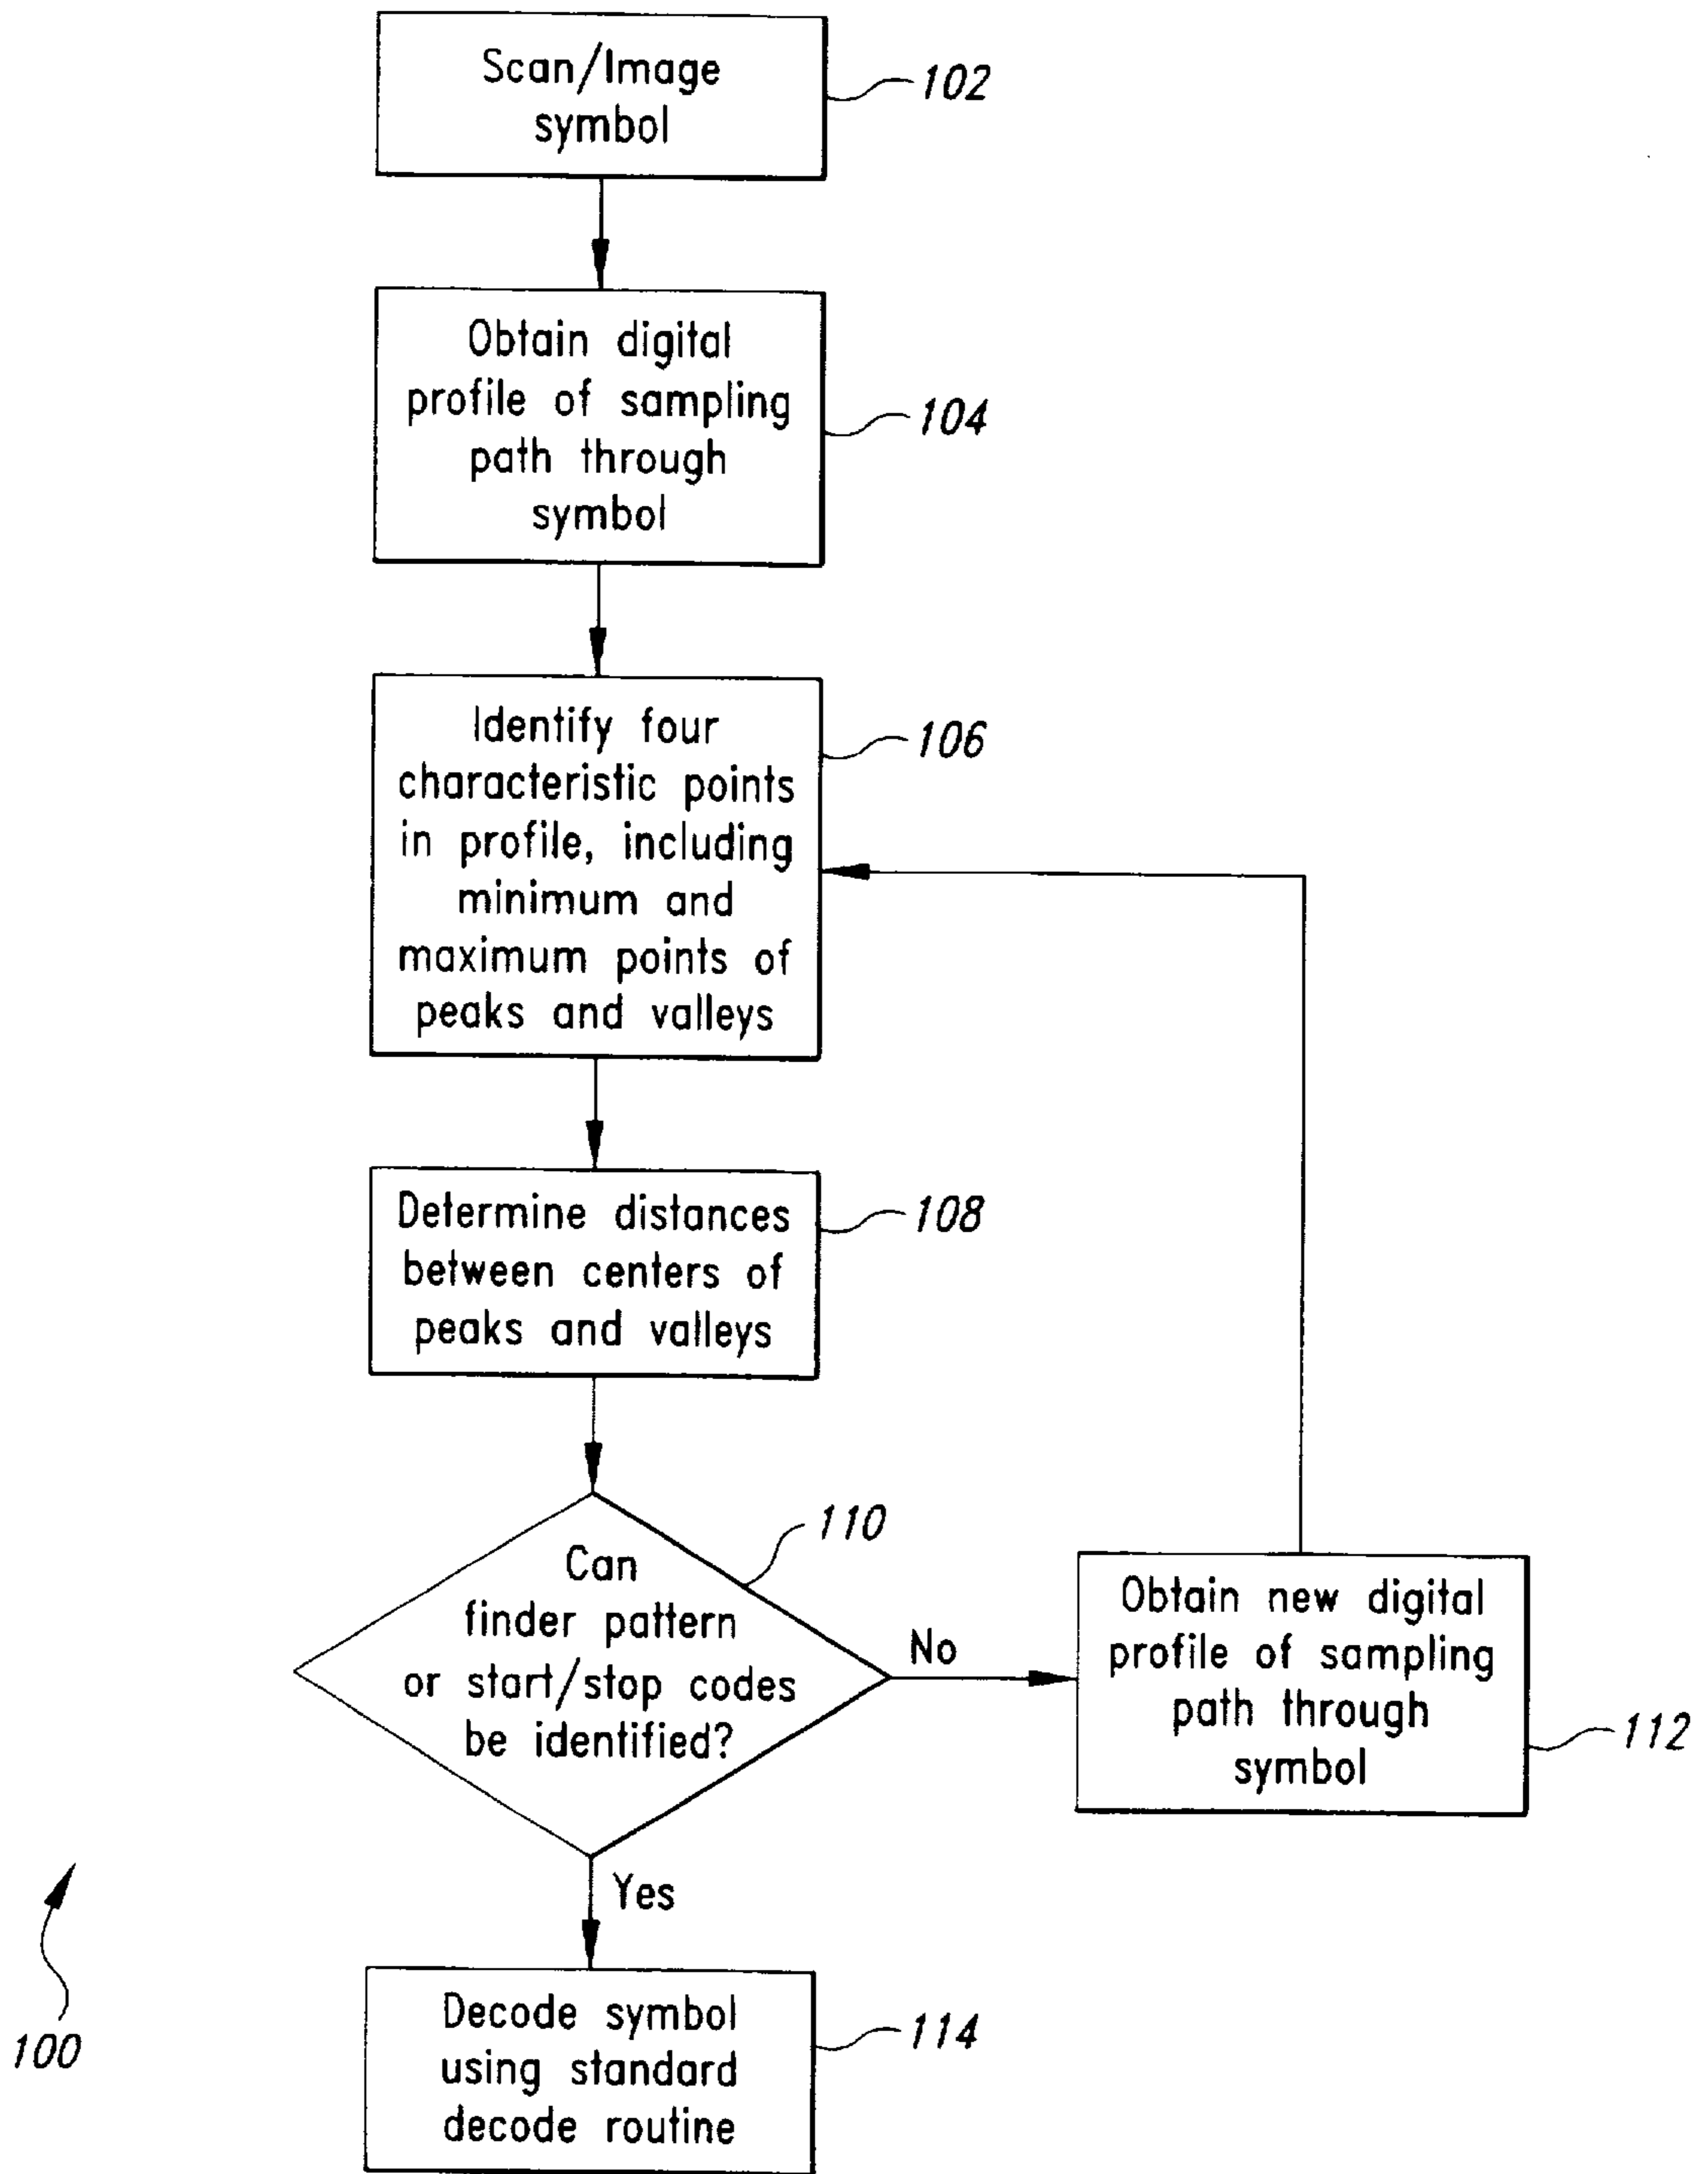 Scan/Image
symbol
102
Obtain digital
profile of sampling
path through
symbol
104
Identify four
characteristic points
in profile, including
minimum and
maximum points of
peaks and valleys
106
Determine distances
between centers of
peaks and valleys
108
Can
finder pattern
or start/stop codes
be identified?
110
No
Obtain new digital
profile of sampling
path through
symbol
112
Yes
Decode symbol
using standard
decode routine
114
100